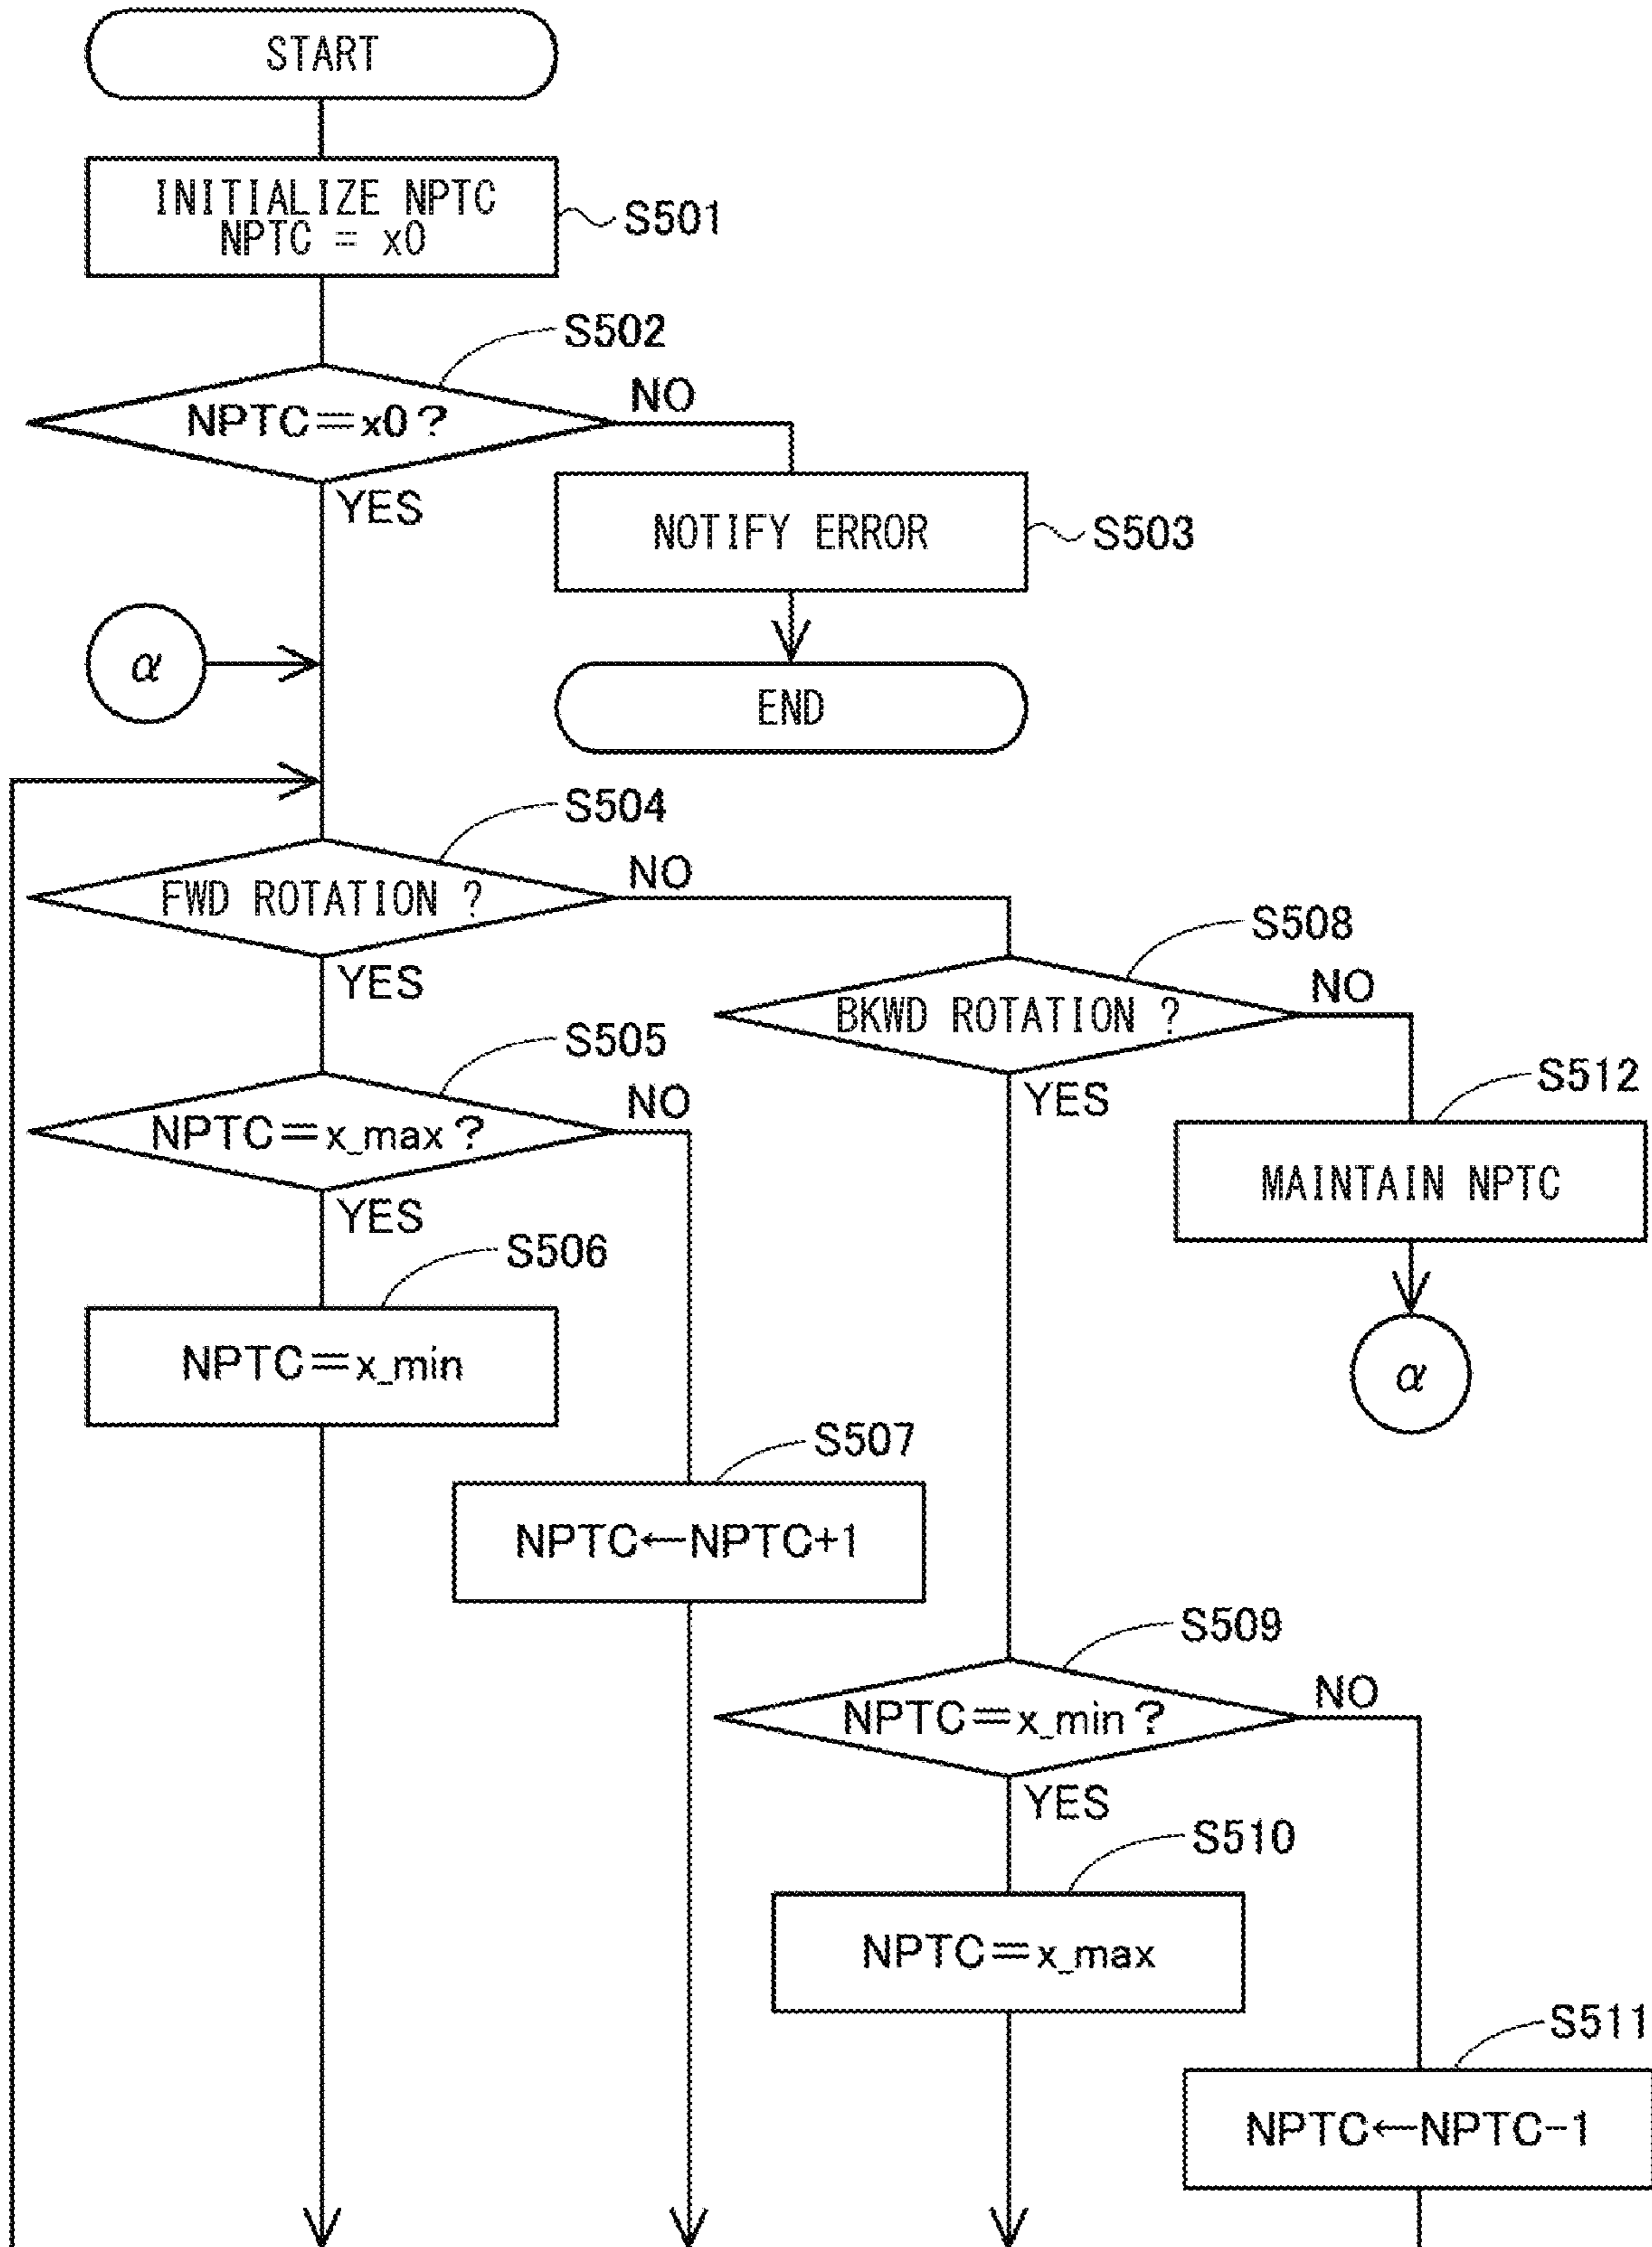 START
INITIALIZE NPTC
NPTC = x0
S501
S502
NPTC=x0?
NO
YES
NOTIFY ERROR
S503
α
END
S504
FWD ROTATION ?
NO
YES
S508
BKWD ROTATION ?
NO
YES
S505
NPTC=x_max?
NO
YES
S512
MAINTAIN NPTC
α
S506
NPTC=x_min
S507
NPTC←NPTC+1
S509
NPTC=x_min?
NO
YES
S510
NPTC=x_max
S511
NPTC←NPTC-1